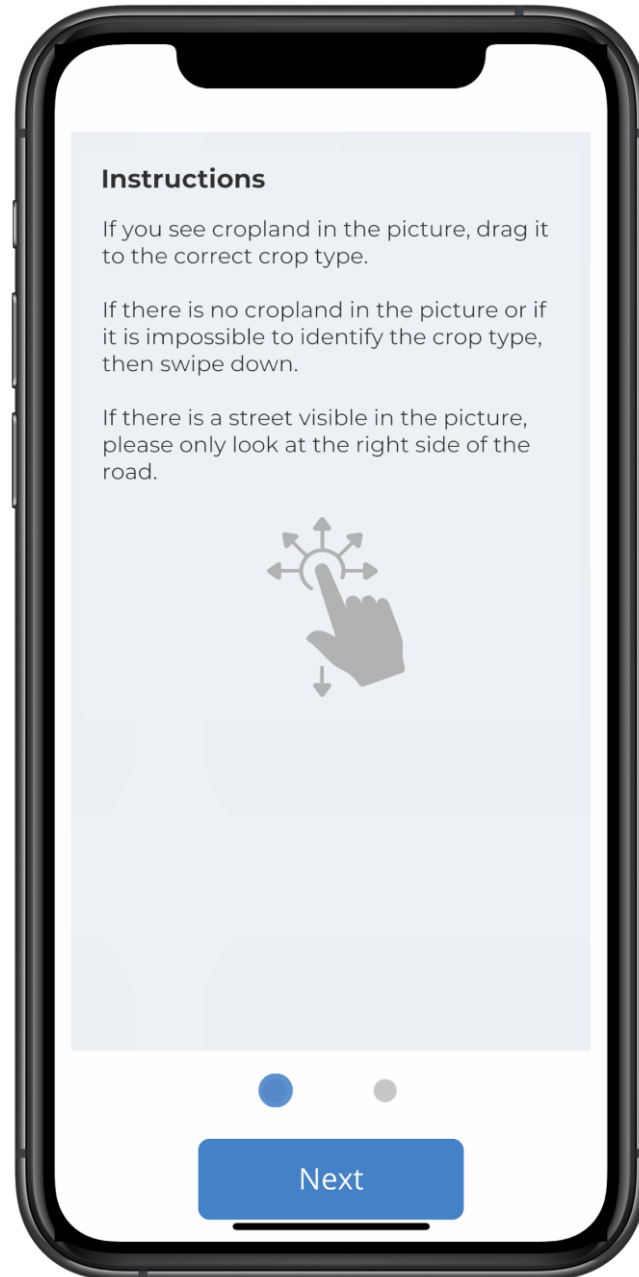 Instructions
If you see cropland in the picture, drag it
to the correct crop type.
If there is no cropland in the picture or if
it is impossible to identify the crop type,
then swipe down.
If there is a street visible in the picture,
please only look at the right side of the
road.
Next